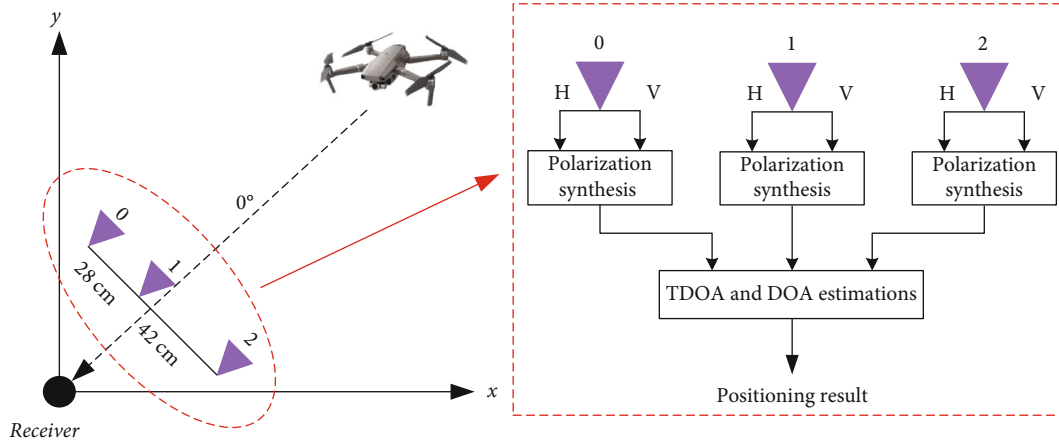 y
0°
0
1
2
28 cm
42 cm
x
Receiver
0
1
2
H
V
H
V
H
V
Polarization
synthesis
Polarization
synthesis
Polarization
synthesis
TDOA and DOA estimations
Positioning result